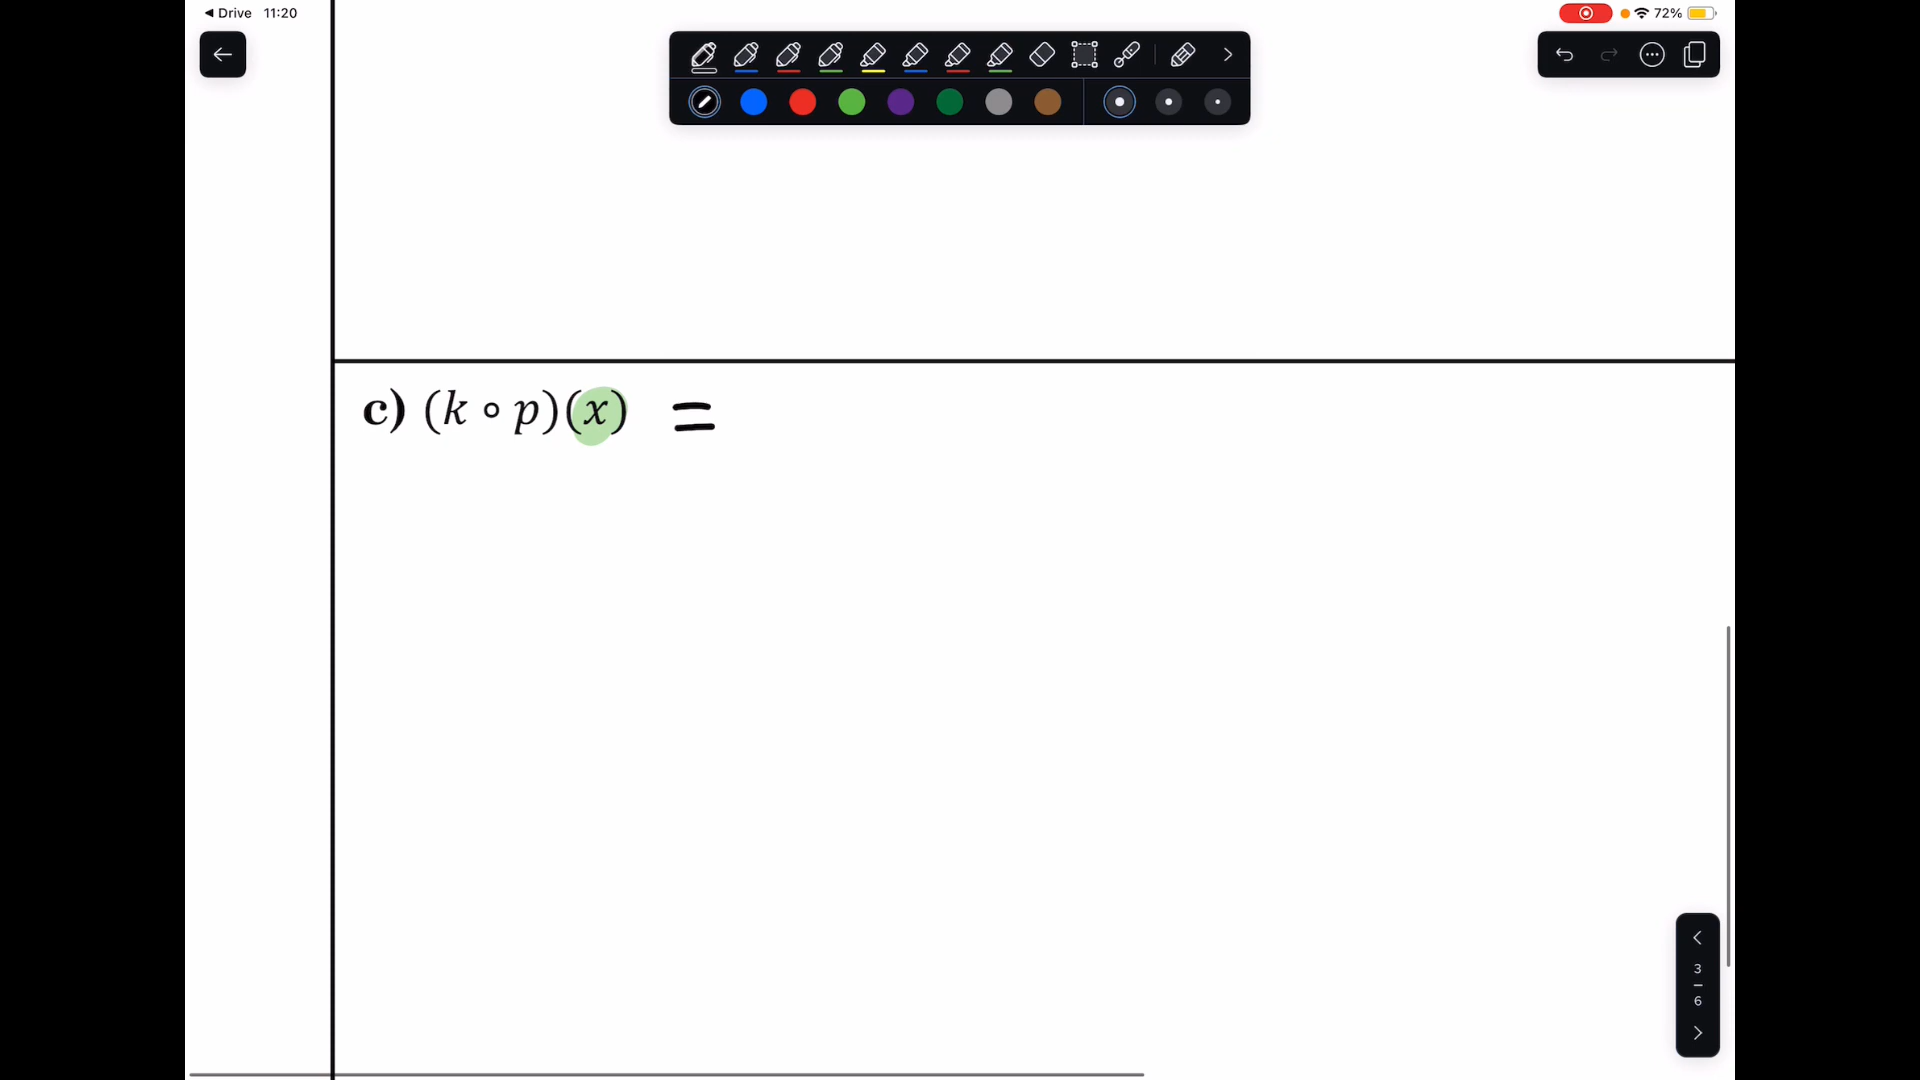 ◀ Drive 11:20
72%
c) (k ∘ p)(x) =
3
6